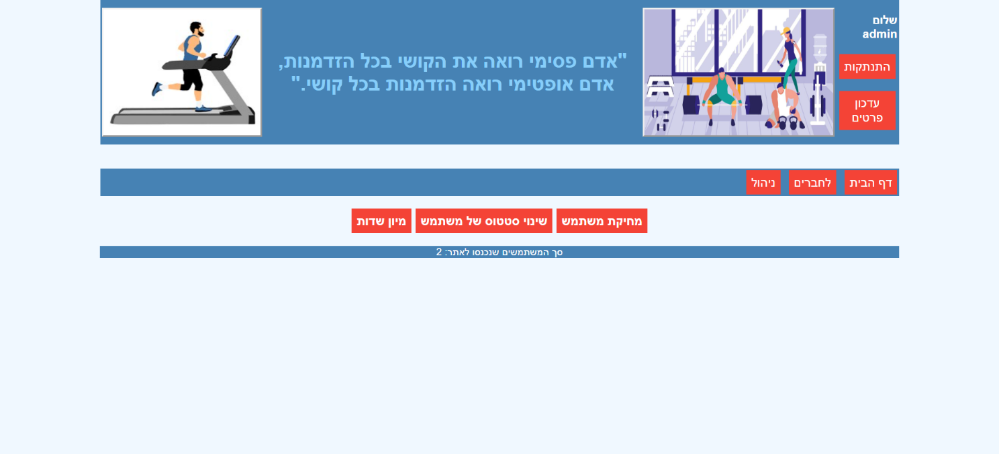 שלום
admin
התנתקות
עדכון
פרטים
"אדם פסימי רואה את הקושי בכל הזדמנות,
אדם אופטימי רואה הזדמנות בכל קושי."
דף הבית
לחברים
ניהול
מחיקת משתמש
שינוי סטטוס של משתמש
מיון שדות
סך המשתמשים שנכנסו לאתר: 2